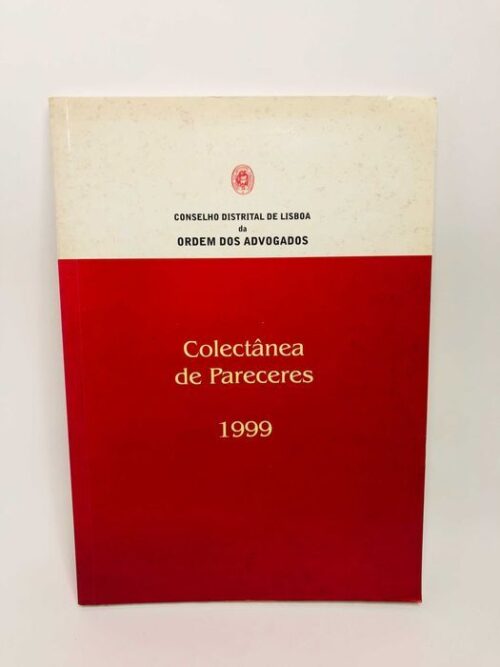 CONSELHO DISTRITAL DE LISBOA
da
ORDEM DOS ADVOGADOS
Colectânea
de Pareceres
1999